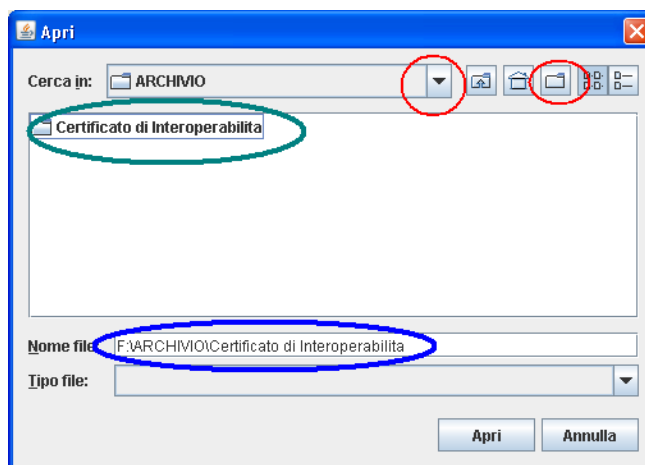 Apri
Cerca in: ARCHIVIO
Certificato di Interoperabilita
Nome file F:\ARCHIVIO\Certificato di Interoperabilita
Tipo file:
Apri Annulla